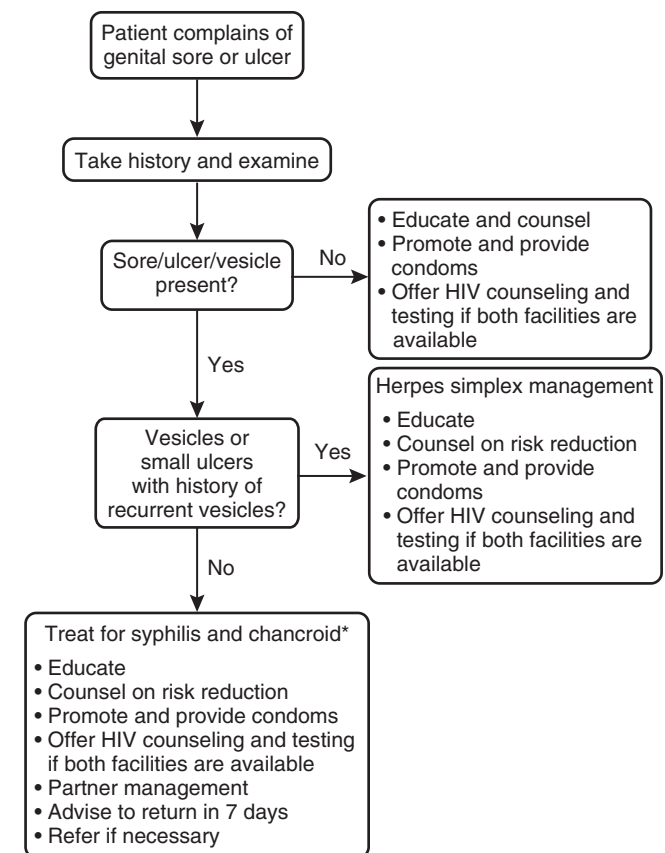 Patient complains of
genital sore or ulcer
Take history and examine
Sore/ulcer/vesicle
present?
No
• Educate and counsel
• Promote and provide
condoms
• Offer HIV counseling and
testing if both facilities are
available
Yes
Vesicles or
small ulcers
with history of
recurrent vesicles?
Yes
Herpes simplex management
• Educate
• Counsel on risk reduction
• Promote and provide
condoms
• Offer HIV counseling and
testing if both facilities are
available
No
Treat for syphilis and chancroid*
• Educate
• Counsel on risk reduction
• Promote and provide condoms
• Offer HIV counseling and testing
if both facilities are available
• Partner management
• Advise to return in 7 days
• Refer if necessary